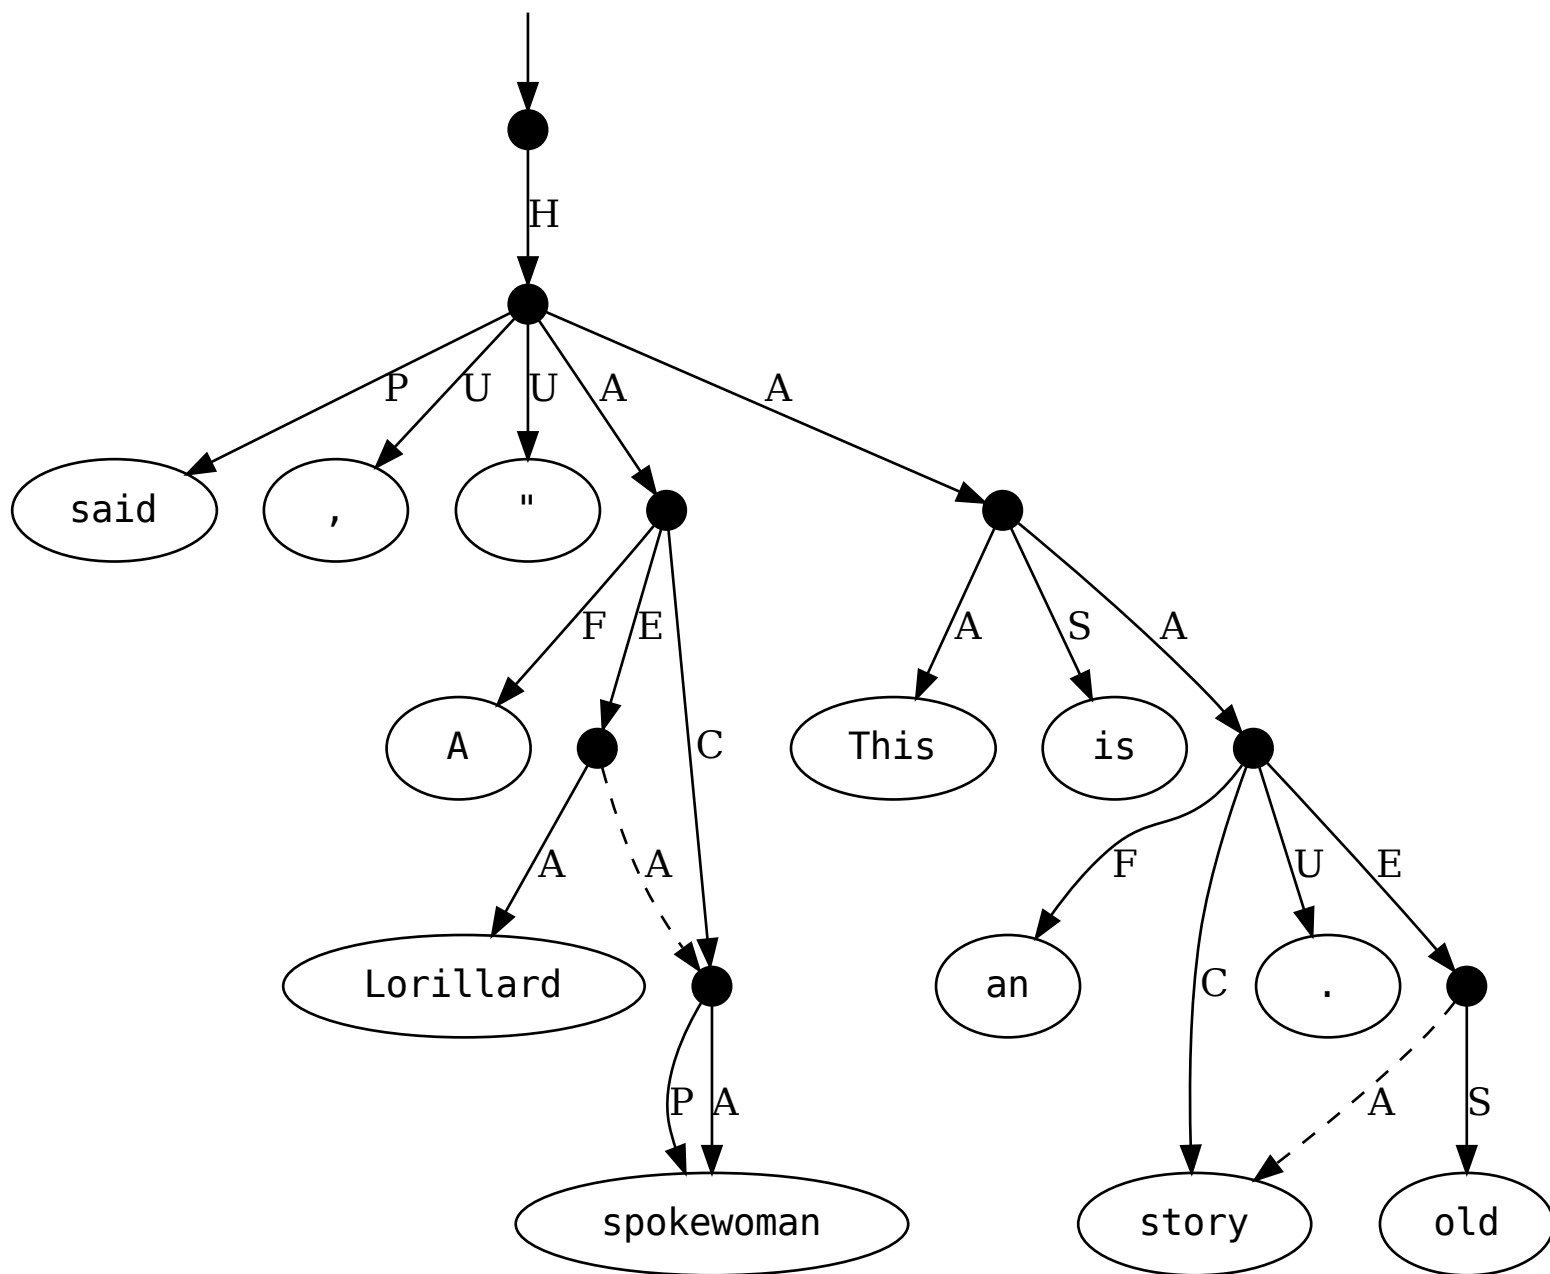 H
P U U A A
said , "
F E A S A
C
A This is
A A F U E
Lorillard an C .
P A A S
spokewoman story old